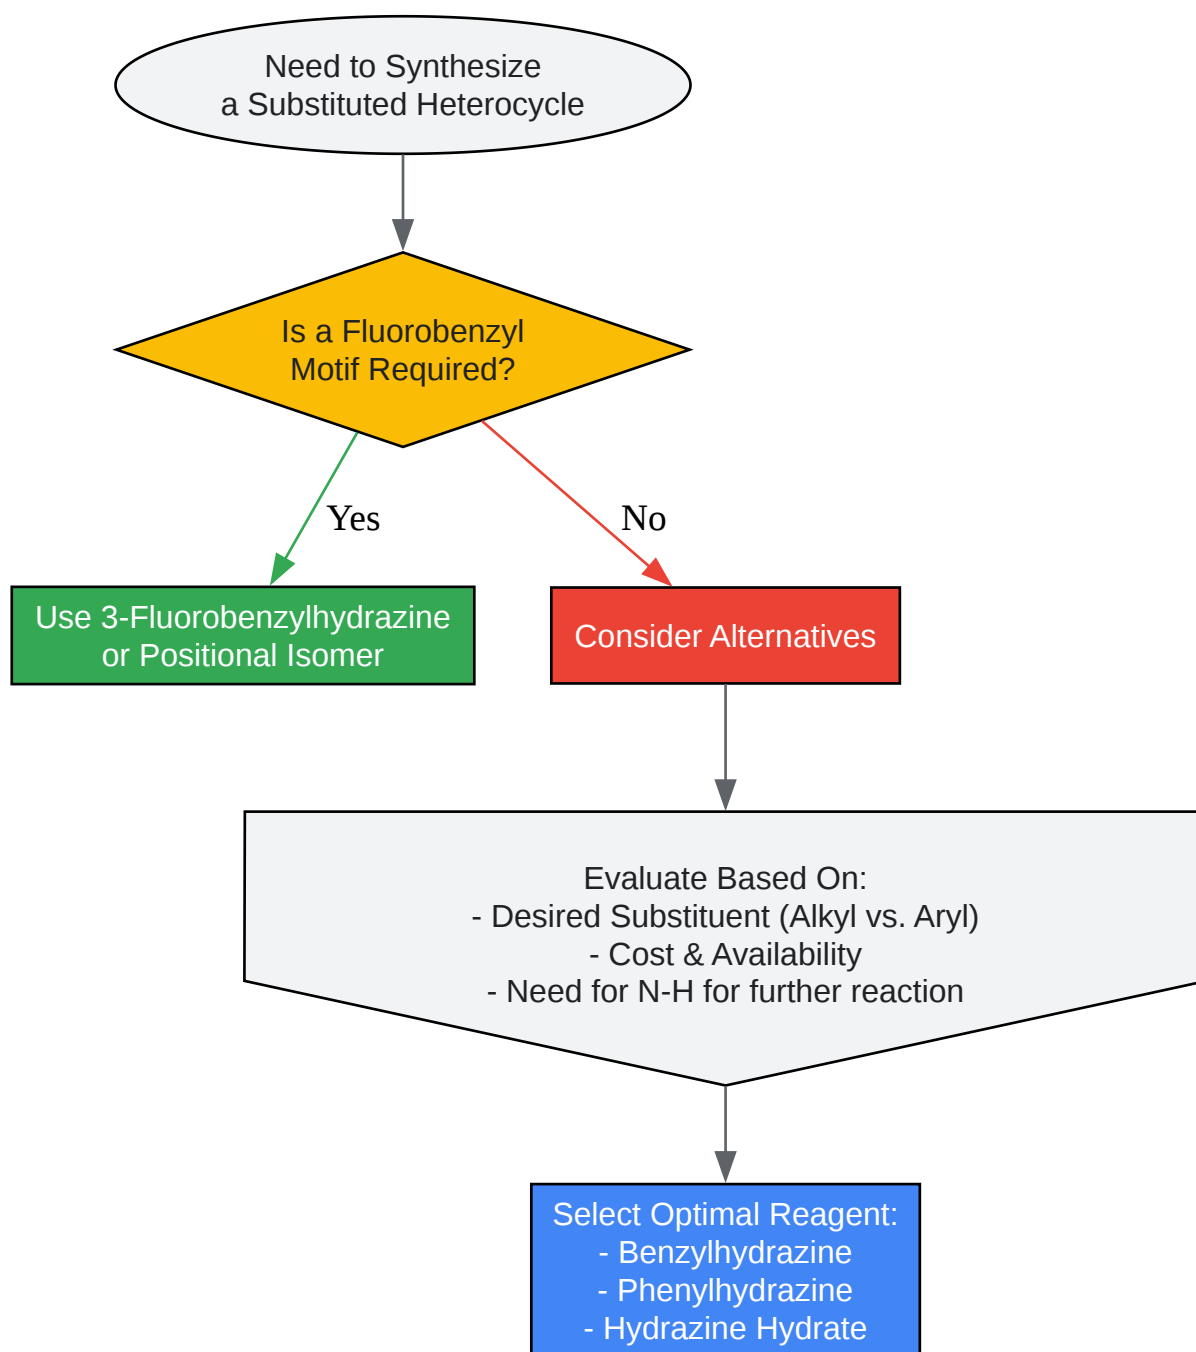 Need to Synthesize
a Substituted Heterocycle
Is a Fluorobenzyl
Motif Required?
Yes
No
Use 3-Fluorobenzylhydrazine
or Positional Isomer
Consider Alternatives
Evaluate Based On:
- Desired Substituent (Alkyl vs. Aryl)
- Cost & Availability
- Need for N-H for further reaction
Select Optimal Reagent:
- Benzylhydrazine
- Phenylhydrazine
- Hydrazine Hydrate